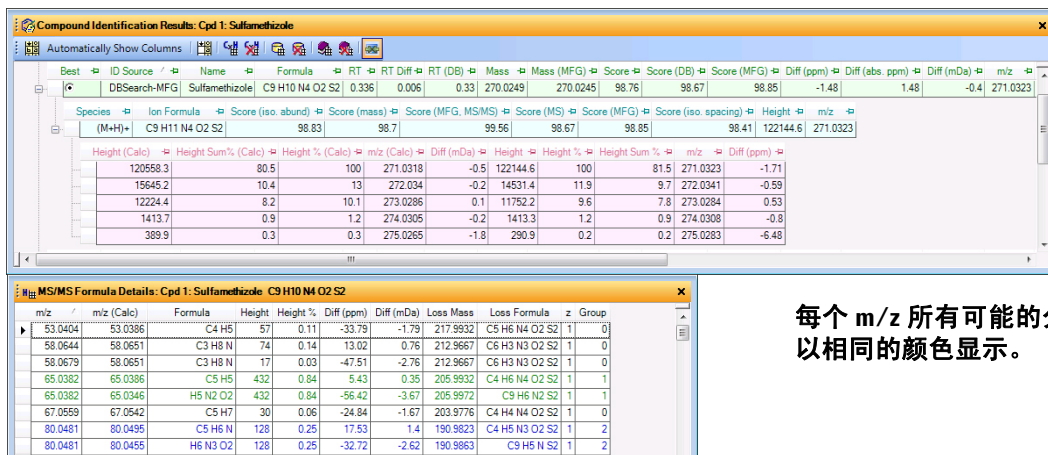 Compound Identification Results: Cpd 1: Sulfamethizole
Automatically Show Columns
Best ID Source Name Formula RT RT Diff RT (DB) Mass Mass (MFG) Score Score (DB) Score (MFG) Diff (ppm) Diff (abs. ppm) Diff (mDa) m/z
DBSearch-MFG Sulfamethizole C9 H10 N4 O2 S2 0.336 0.006 0.33 270.0249 270.0245 98.76 98.67 98.85 -1.48 1.48 -0.4 271.0323
Species Ion Formula Score (iso. abund) Score (mass) Score (MFG, MS/MS) Score (MS) Score (MFG) Score (iso. spacing) Height m/z
(M+H)+ C9 H11 N4 O2 S2 98.83 98.7 99.56 98.67 98.85 98.41 122144.6 271.0323
Height (Calc) Height Sum% (Calc) Height % (Calc) m/z (Calc) Diff (mDa) Height Height % Height Sum % m/z Diff (ppm)
120558.3 80.5 100 271.0318 -0.5 122144.6 100 81.5 271.0323 -1.71
15645.2 10.4 13 272.034 -0.2 14531.4 11.9 9.7 272.0341 -0.59
12224.4 8.2 10.1 273.0286 0.1 11752.2 9.6 7.8 273.0284 0.53
1413.7 0.9 1.2 274.0305 -0.2 1413.3 1.2 0.9 274.0308 -0.8
389.9 0.3 0.3 275.0265 -1.8 290.9 0.2 0.2 275.0283 -6.48
MS/MS Formula Details: Cpd 1: Sulfamethizole C9 H10 N4 O2 S2
m/z m/z (Calc) Formula Height Height % Diff (ppm) Diff (mDa) Loss Mass Loss Formula z Group
53.0404 53.0386 C4 H5 57 0.11 -33.79 -1.79 217.9932 C5 H6 N4 O2 S2 1 0
58.0644 58.0651 C3 H8 N 74 0.14 13.02 0.76 212.9667 C6 H3 N3 O2 S2 1 0
58.0679 58.0651 C3 H8 N 17 0.03 -47.51 -2.76 212.9667 C6 H3 N3 O2 S2 1 0
65.0382 65.0386 C5 H5 432 0.84 5.43 0.35 205.9932 C4 H6 N4 O2 S2 1 1
65.0382 65.0346 H5 N2 O2 432 0.84 -56.42 -3.67 205.9972 C9 H6 N2 S2 1 1
67.0559 67.0542 C5 H7 30 0.06 -24.84 -1.67 203.9776 C4 H4 N4 O2 S2 1 0
80.0481 80.0495 C5 H6 N 128 0.25 17.53 1.4 190.9823 C4 H5 N3 O2 S2 1 2
80.0481 80.0455 H6 N3 O2 128 0.25 -32.72 -2.62 190.9863 C9 H5 N S2 1 2
每个 m/z 所有可能的
以相同的颜色显示。